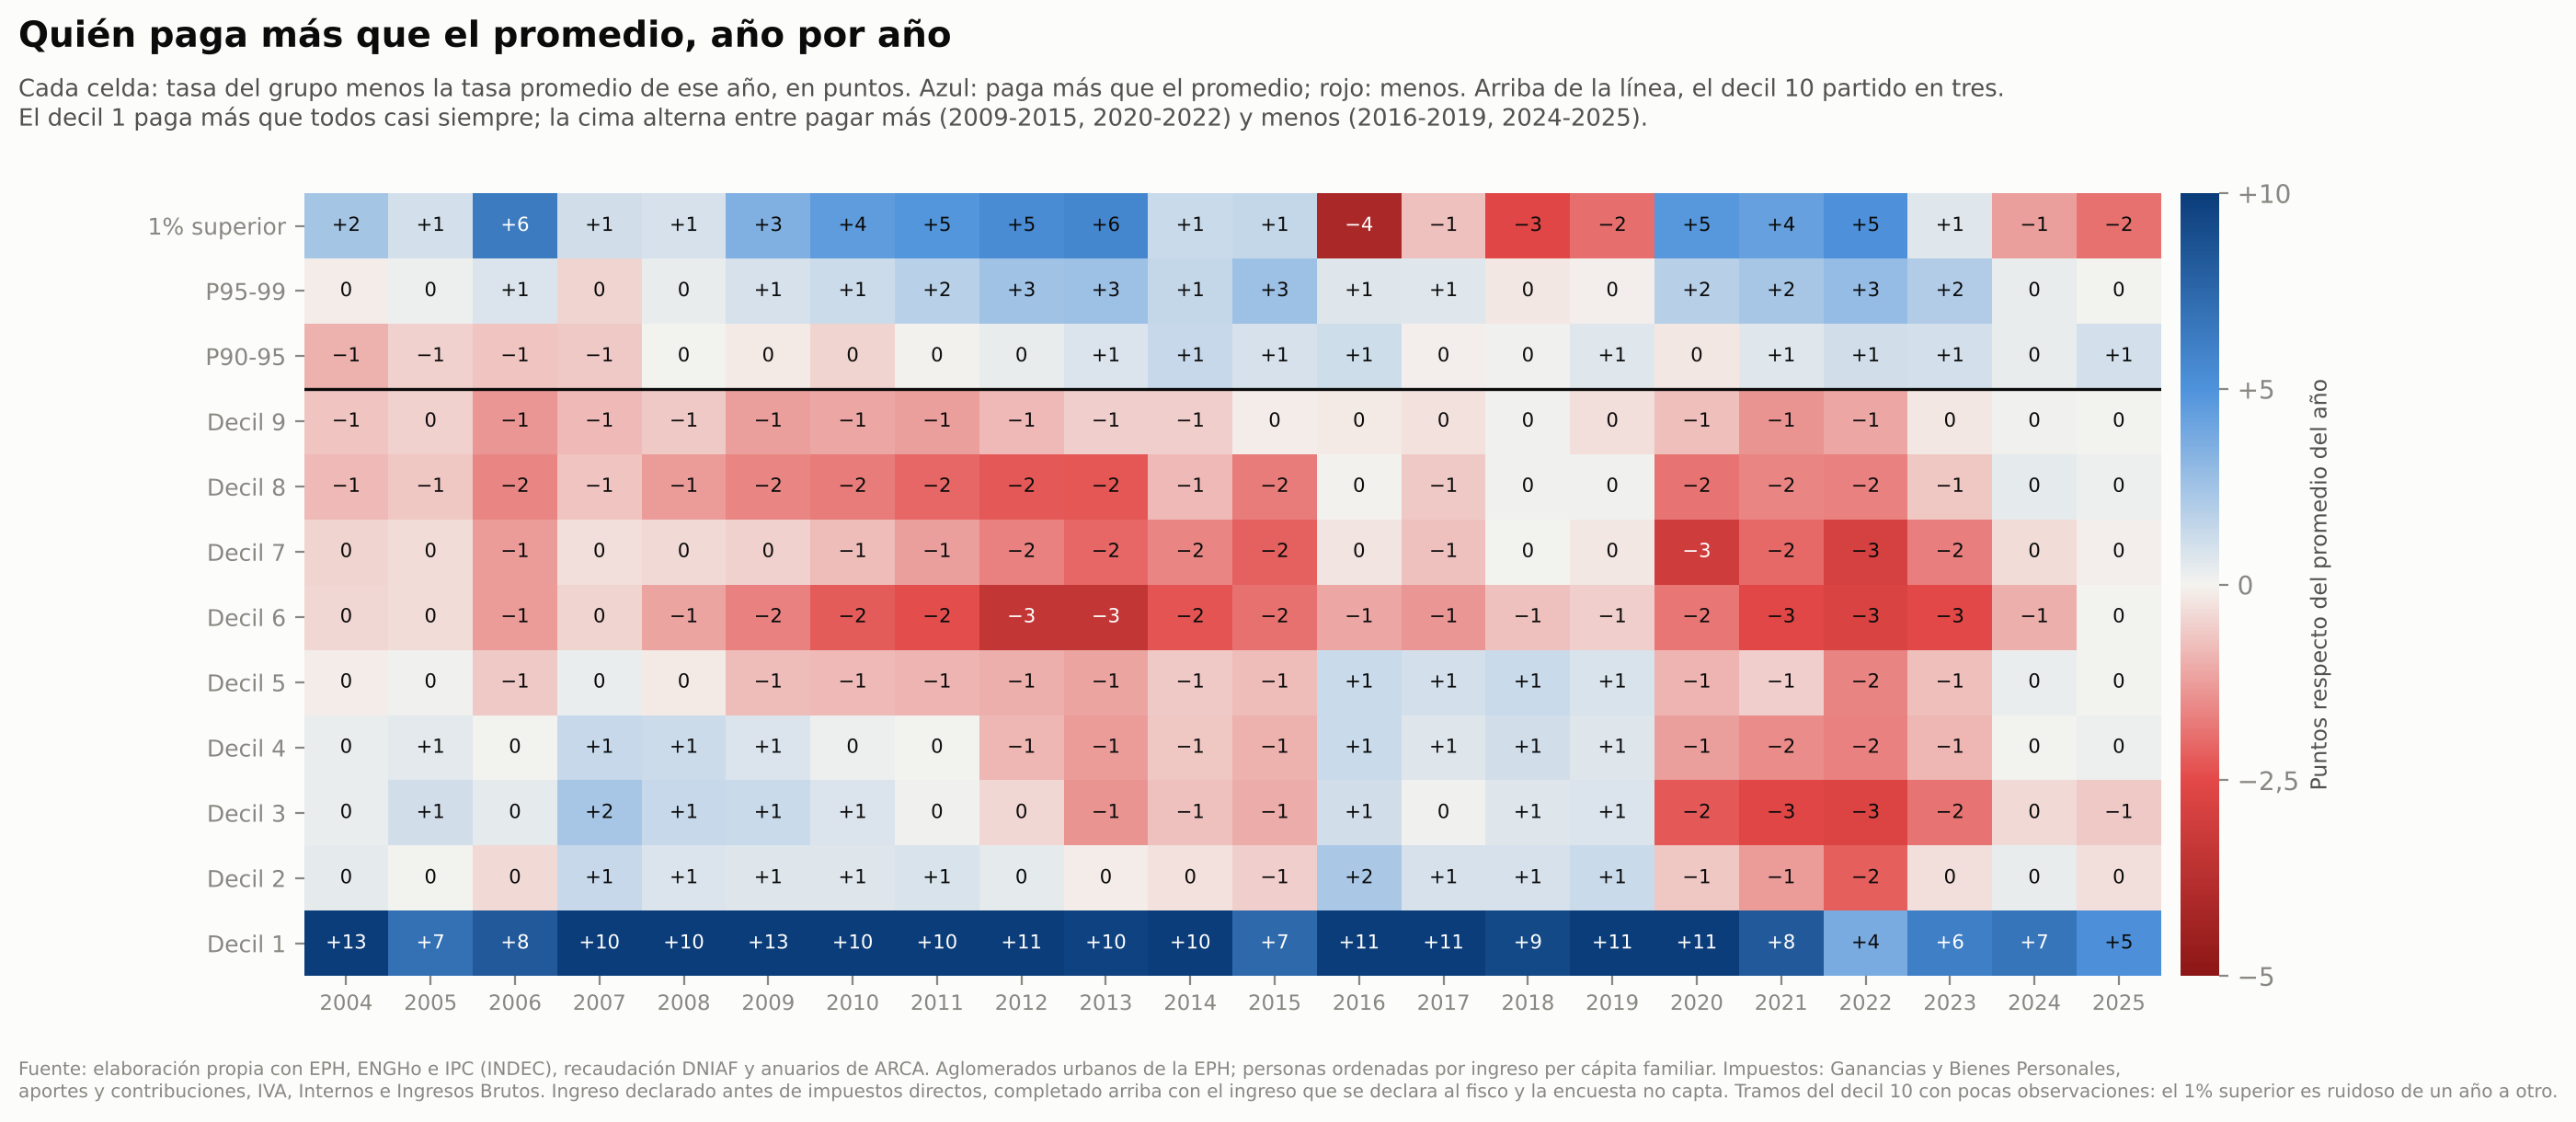 Quién paga más que el promedio, año por año
Cada celda: tasa del grupo menos la tasa promedio de ese año, en puntos. Azul: paga más que el promedio; rojo: menos. Arriba de la línea, el decil 10 partido en tres.
El decil 1 paga más que todos casi siempre; la cima alterna entre pagar más (2009-2015, 2020-2022) y menos (2016-2019, 2024-2025).
1% superior +2 +1 +6 +1 +1 +3 +4 +5 +5 +6 +1 +1 −4 −1 −3 −2 +5 +4 +5 +1 −1 −2
P95-99 0 0 +1 0 0 +1 +1 +2 +3 +3 +1 +3 +1 +1 0 0 +2 +2 +3 +2 0 0
P90-95 −1 −1 −1 −1 0 0 0 0 0 +1 +1 +1 +1 0 0 +1 0 +1 +1 +1 0 +1
Decil 9 −1 0 −1 −1 −1 −1 −1 −1 −1 −1 −1 0 0 0 0 0 −1 −1 −1 0 0 0
Decil 8 −1 −1 −2 −1 −1 −2 −2 −2 −2 −2 −1 −2 0 −1 0 0 −2 −2 −2 −1 0 0
Decil 7 0 0 −1 0 0 0 −1 −1 −2 −2 −2 −2 0 −1 0 0 −3 −2 −3 −2 0 0
Decil 6 0 0 −1 0 −1 −2 −2 −2 −3 −3 −2 −2 −1 −1 −1 −1 −2 −3 −3 −3 −1 0
Decil 5 0 0 −1 0 0 −1 −1 −1 −1 −1 −1 −1 +1 +1 +1 +1 −1 −1 −2 −1 0 0
Decil 4 0 +1 0 +1 +1 +1 0 0 −1 −1 −1 −1 +1 +1 +1 +1 −1 −2 −2 −1 0 0
Decil 3 0 +1 0 +2 +1 +1 +1 0 0 −1 −1 −1 +1 0 +1 +1 −2 −3 −3 −2 0 −1
Decil 2 0 0 0 +1 +1 +1 +1 +1 0 0 0 −1 +2 +1 +1 +1 −1 −1 −2 0 0 0
Decil 1 +13 +7 +8 +10 +10 +13 +10 +10 +11 +10 +10 +7 +11 +11 +9 +11 +11 +8 +4 +6 +7 +5
2004 2005 2006 2007 2008 2009 2010 2011 2012 2013 2014 2015 2016 2017 2018 2019 2020 2021 2022 2023 2024 2025
+10
+5
0
−2,5
−5
Puntos respecto del promedio del año
Fuente: elaboración propia con EPH, ENGHo e IPC (INDEC), recaudación DNIAF y anuarios de ARCA. Aglomerados urbanos de la EPH; personas ordenadas por ingreso per cápita familiar. Impuestos: Ganancias y Bienes Personales,
aportes y contribuciones, IVA, Internos e Ingresos Brutos. Ingreso declarado antes de impuestos directos, completado arriba con el ingreso que se declara al fisco y la encuesta no capta. Tramos del decil 10 con pocas observaciones: el 1% superior es ruidoso de un año a otro.